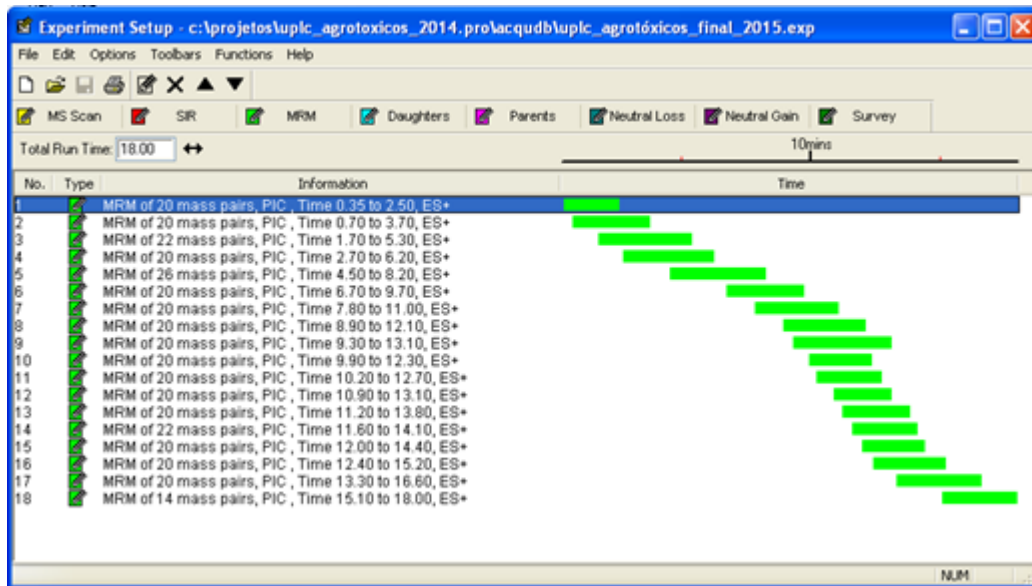 Experiment Setup - c:\projetos\uplc_agrotoxicos_2014.pro\acqudb\uplc_agrotóxicos_final_2015.exp
File Edit Options Toolbars Functions Help
MS Scan SIR MRM Daughters Parents Neutral Loss Neutral Gain Survey
Total Run Time: 18.00 10mins
No. Type Information Time
1 MRM of 20 mass pairs, PIC , Time 0.35 to 2.50, ES+
2 MRM of 20 mass pairs, PIC , Time 0.70 to 3.70, ES+
3 MRM of 22 mass pairs, PIC , Time 1.70 to 5.30, ES+
4 MRM of 20 mass pairs, PIC , Time 2.70 to 6.20, ES+
5 MRM of 26 mass pairs, PIC , Time 4.50 to 8.20, ES+
6 MRM of 20 mass pairs, PIC , Time 6.70 to 9.70, ES+
7 MRM of 20 mass pairs, PIC , Time 7.80 to 11.00, ES+
8 MRM of 20 mass pairs, PIC , Time 8.90 to 12.10, ES+
9 MRM of 20 mass pairs, PIC , Time 9.30 to 13.10, ES+
10 MRM of 20 mass pairs, PIC , Time 9.90 to 12.30, ES+
11 MRM of 20 mass pairs, PIC , Time 10.20 to 12.70, ES+
12 MRM of 20 mass pairs, PIC , Time 10.90 to 13.10, ES+
13 MRM of 20 mass pairs, PIC , Time 11.20 to 13.80, ES+
14 MRM of 22 mass pairs, PIC , Time 11.60 to 14.10, ES+
15 MRM of 20 mass pairs, PIC , Time 12.00 to 14.40, ES+
16 MRM of 20 mass pairs, PIC , Time 12.40 to 15.20, ES+
17 MRM of 20 mass pairs, PIC , Time 13.30 to 16.60, ES+
18 MRM of 14 mass pairs, PIC , Time 15.10 to 18.00, ES+
NUM